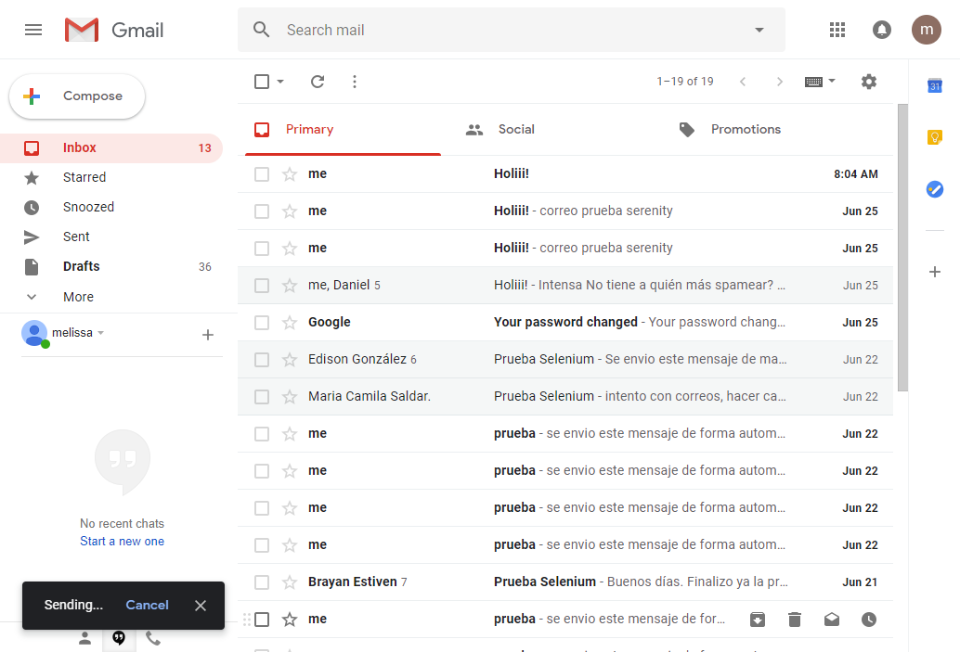 Gmail
Search mail
m
Compose
1–19 of 19
31
Primary
Social
Promotions
Inbox 13
Starred
Snoozed
Sent
Drafts 36
More
melissa
No recent chats
Start a new one
Sending... Cancel
me Holiii! 8:04 AM
me Holiii! - correo prueba serenity Jun 25
me Holiii! - correo prueba serenity Jun 25
me, Daniel 5 Holiii! - Intensa No tiene a quién más spamear? ... Jun 25
Google Your password changed - Your password chang... Jun 25
Edison González 6 Prueba Selenium - Se envio este mensaje de ma... Jun 22
Maria Camila Saldar. Prueba Selenium - intento con correos, hacer ca... Jun 22
me prueba - se envio este mensaje de forma autom... Jun 22
me prueba - se envio este mensaje de forma autom... Jun 22
me prueba - se envio este mensaje de forma autom... Jun 22
me prueba - se envio este mensaje de forma autom... Jun 22
Brayan Estiven 7 Prueba Selenium - Buenos días. Finalizo ya la pr... Jun 21
me prueba - se envio este mensaje de for...